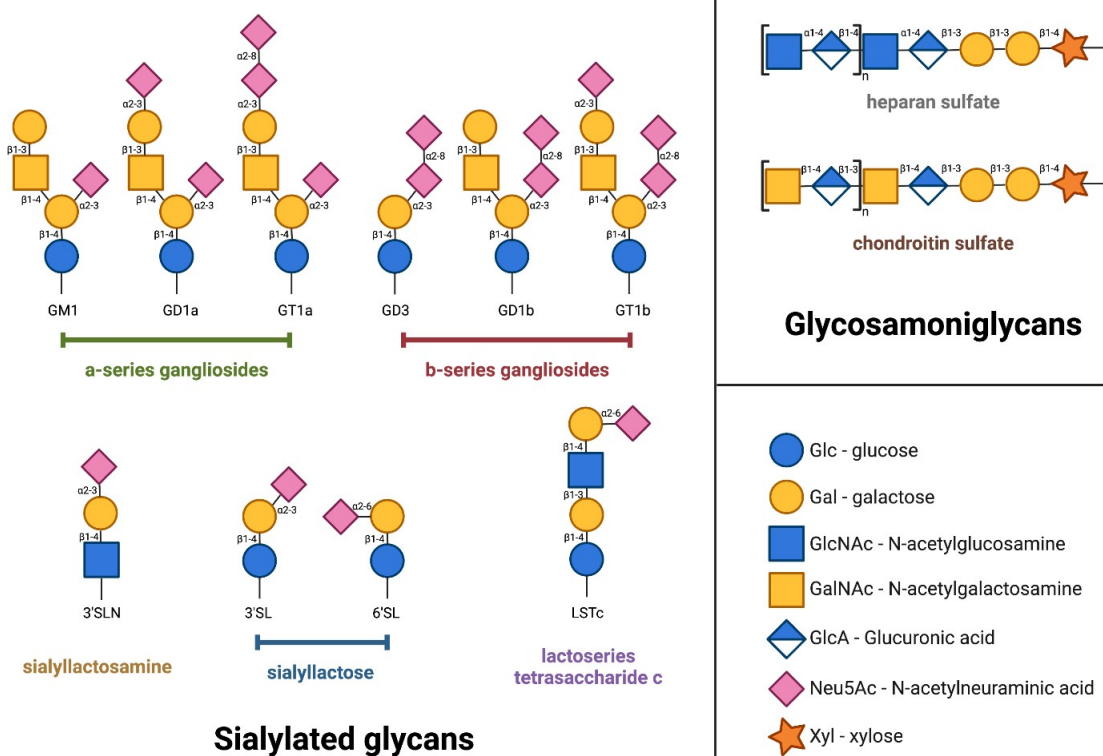 α2-8
α2-3
β1-3
β1-4
α2-3
β1-4
GM1
α2-3
β1-3
β1-4
α2-3
β1-4
GD1a
α2-3
β1-3
β1-4
α2-3
β1-4
GT1a
a-series gangliosides
α2-8
α2-3
β1-4
GD3
β1-3
α2-8
β1-4
α2-3
β1-4
GD1b
α2-3
β1-3
α2-8
β1-4
α2-3
β1-4
GT1b
b-series gangliosides
α2-3
β1-4
3'SLN
sialyllactosamine
α2-3
β1-4
3'SL
α2-6
β1-4
6'SL
sialyllactose
α2-6
β1-4
β1-3
β1-4
LSTc
lactoseries
tetrasaccharide c
Sialylated glycans
α1-4 β1-4 α1-4 β1-3 β1-3 β1-4
n
heparan sulfate
β1-4 β1-3 β1-4 β1-3 β1-3 β1-4
n
chondroitin sulfate
Glycosamoniglycans
Glc - glucose
Gal - galactose
GlcNAc - N-acetylglucosamine
GalNAc - N-acetylgalactosamine
GlcA - Glucuronic acid
Neu5Ac - N-acetylneuraminic acid
Xyl - xylose